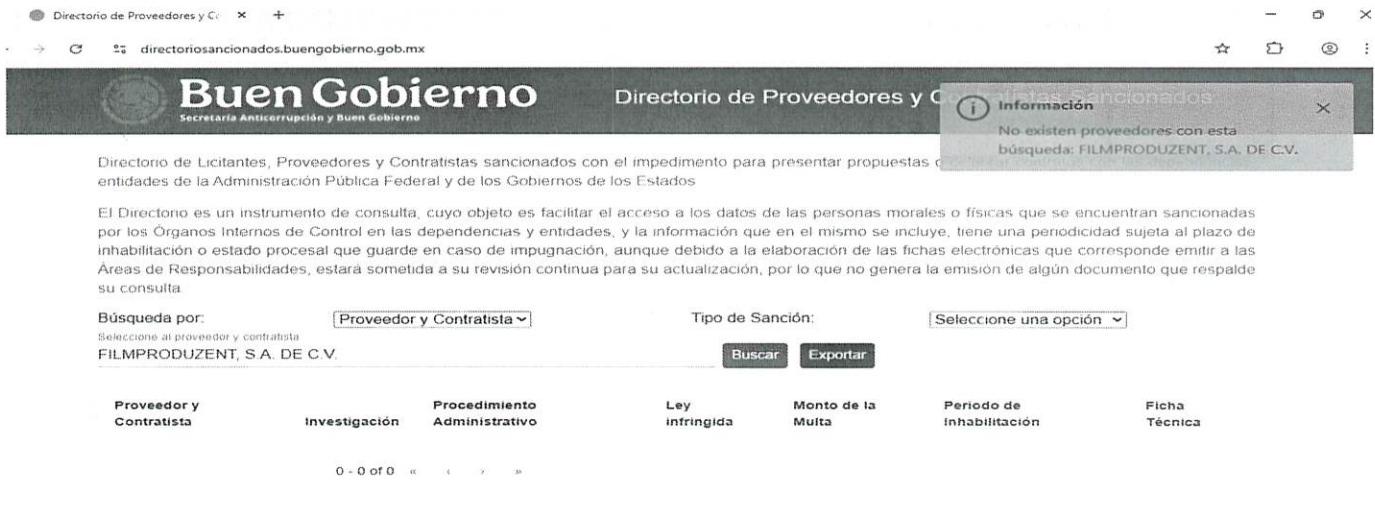 Directorio de Proveedores y Co
directoriosancionados.buengobierno.gob.mx
Buen Gobierno
Secretaría Anticorrupción y Buen Gobierno
Directorio de Proveedores y Contratistas Sancionados
Información
No existen proveedores con esta
búsqueda: FILMPRODUZENT, S.A. DE C.V.
Directorio de Licitantes, Proveedores y Contratistas sancionados con el impedimento para presentar propuestas o
entidades de la Administración Pública Federal y de los Gobiernos de los Estados
El Directorio es un instrumento de consulta, cuyo objeto es facilitar el acceso a los datos de las personas morales o físicas que se encuentran sancionadas
por los Órganos Internos de Control en las dependencias y entidades, y la información que en el mismo se incluye, tiene una periodicidad sujeta al plazo de
inhabilitación o estado procesal que guarde en caso de impugnación, aunque debido a la elaboración de las fichas electrónicas que corresponde emitir a las
Áreas de Responsabilidades, estará sometida a su revisión continua para su actualización, por lo que no genera la emisión de algún documento que respalde
su consulta
Búsqueda por: Proveedor y Contratista Tipo de Sanción: Seleccione una opción
Seleccione al proveedor y contratista
FILMPRODUZENT, S.A. DE C.V. Buscar Exportar
Proveedor y Procedimiento Ley Monto de la Periodo de Ficha
Contratista Investigación Administrativo infringida Multa Inhabilitación Técnica
0 - 0 of 0 « ‹ › »